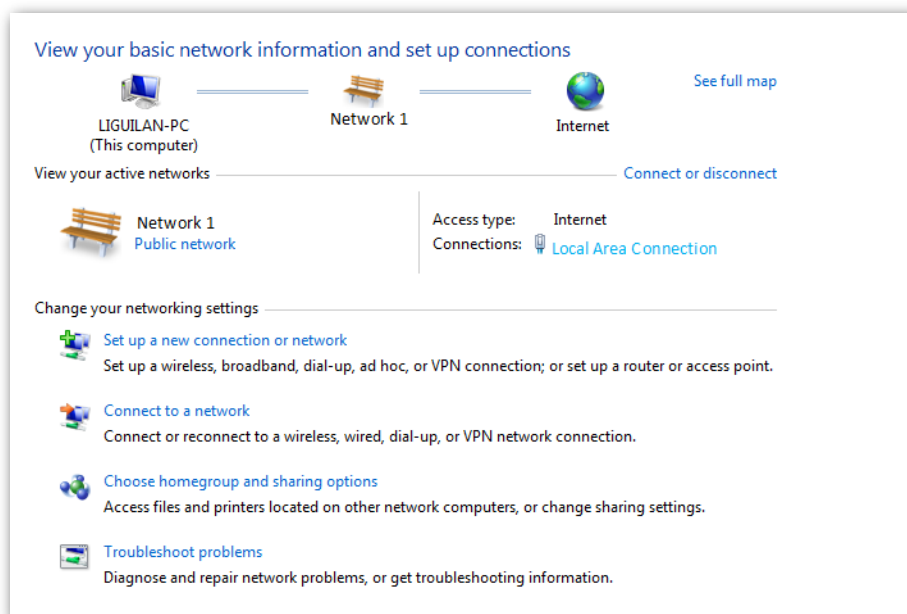 View your basic network information and set up connections
See full map
LIGUILAN-PC
(This computer)
Network 1
Internet
View your active networks
Connect or disconnect
Network 1
Public network
Access type: Internet
Connections: Local Area Connection
Change your networking settings
Set up a new connection or network
Set up a wireless, broadband, dial-up, ad hoc, or VPN connection; or set up a router or access point.
Connect to a network
Connect or reconnect to a wireless, wired, dial-up, or VPN network connection.
Choose homegroup and sharing options
Access files and printers located on other network computers, or change sharing settings.
Troubleshoot problems
Diagnose and repair network problems, or get troubleshooting information.